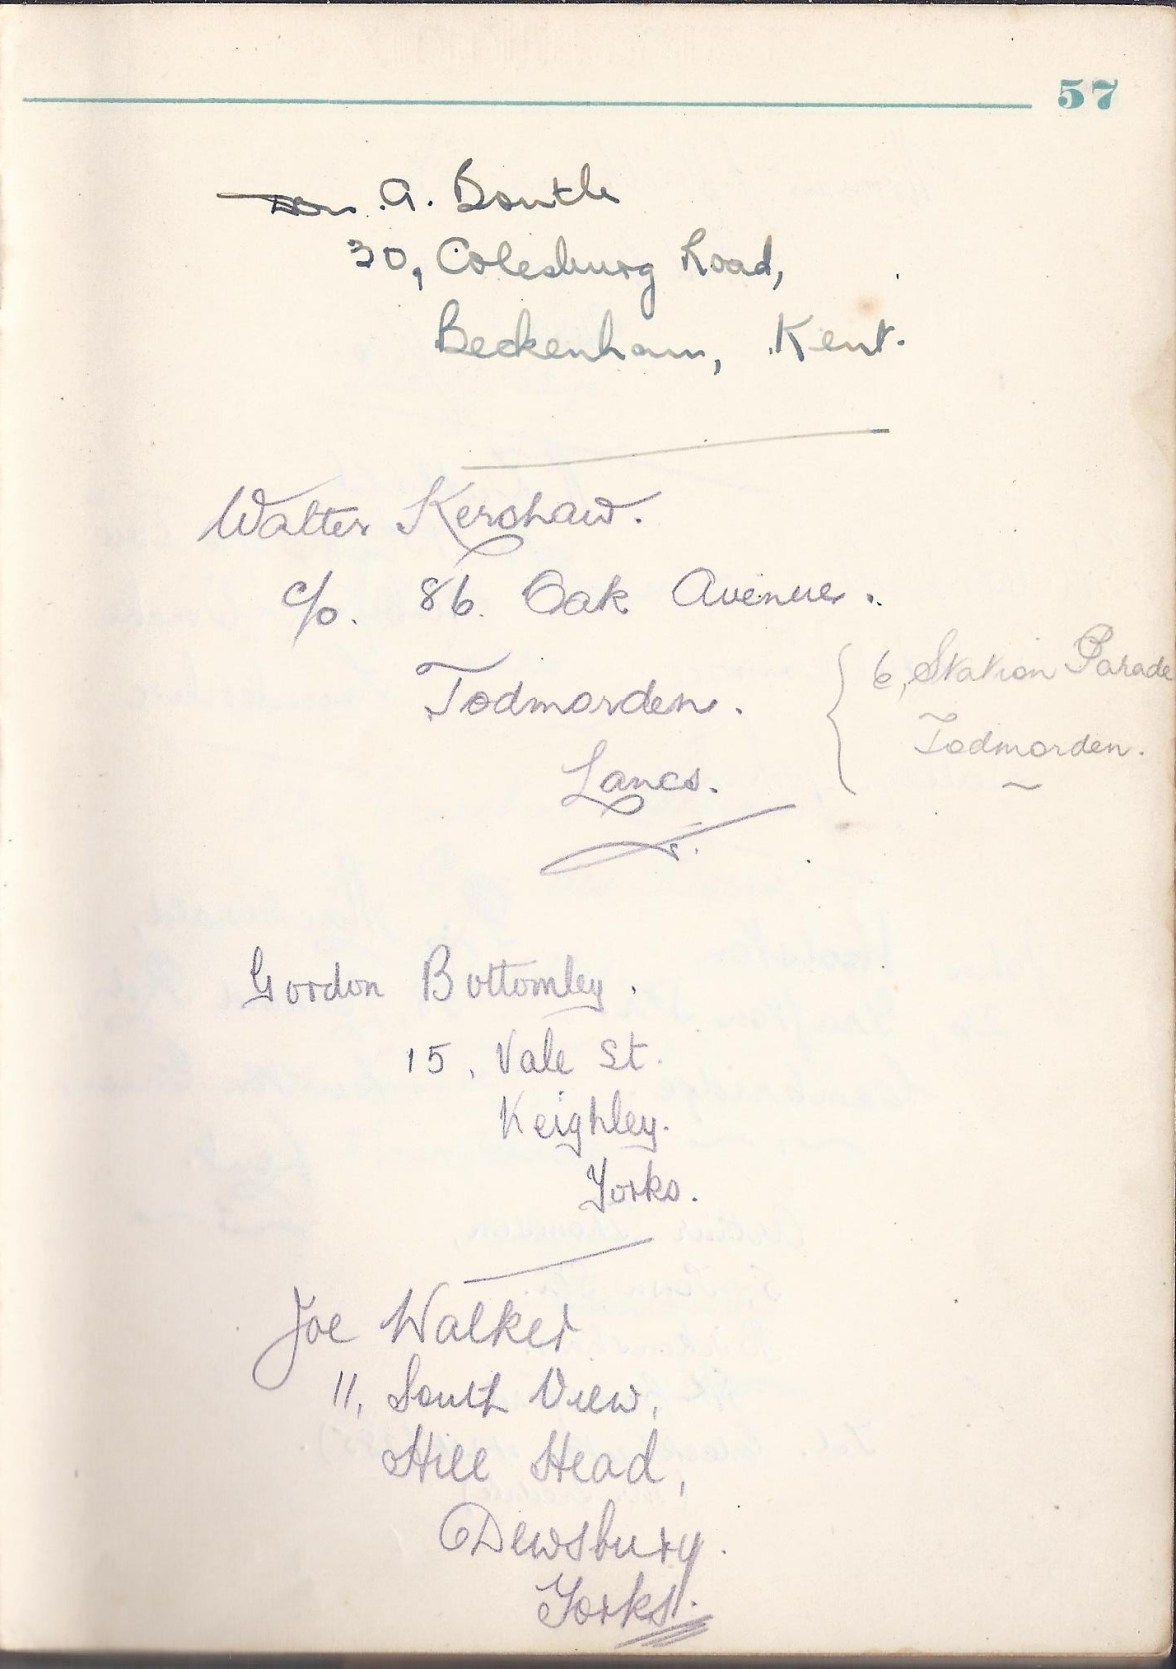 57
A. Boutle
30, Colesburg Road,
Beckenham, Kent.
Walter Kershaw.
c/o. 86. Oak Avenue.
Todmorden.
Lancs.
6, Station Parade
Todmorden.
Gordon Bottomley.
15, Vale St.
Keighley.
Yorks.
Joe Walker
11, South View,
Hill Head,
Dewsbury.
Yorks.